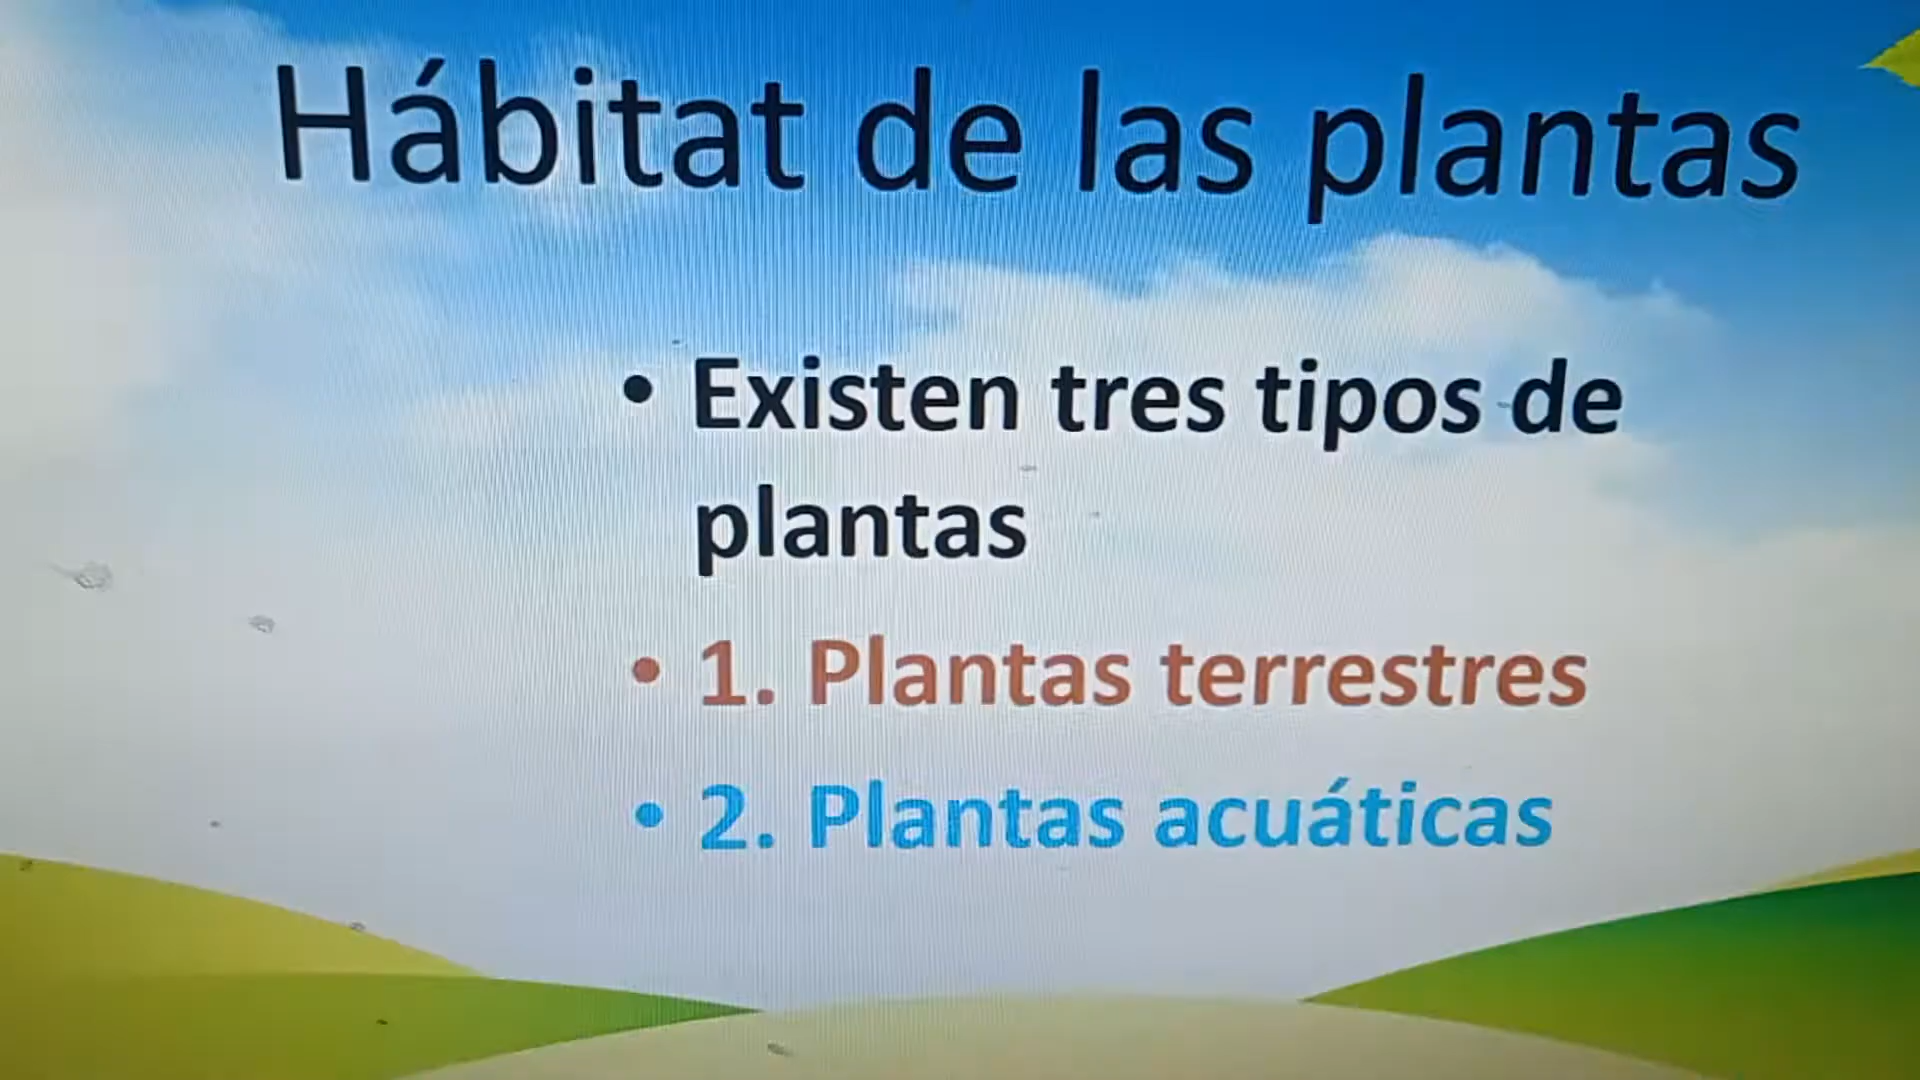 Hábitat de las plantas
• Existen tres tipos de
plantas
• 1. Plantas terrestres
• 2. Plantas acuáticas